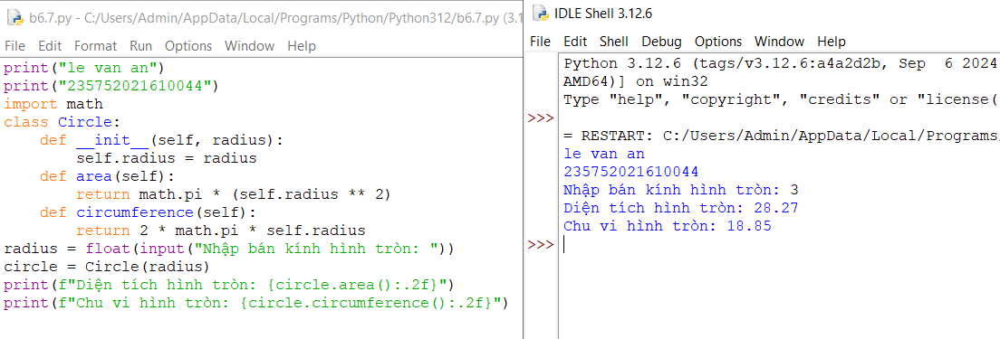 b6.7.py - C:/Users/Admin/AppData/Local/Programs/Python/Python312/b6.7.py (3.1
File Edit Format Run Options Window Help
print("le van an")
print("235752021610044")
import math
class Circle:
    def __init__(self, radius):
        self.radius = radius
    def area(self):
        return math.pi * (self.radius ** 2)
    def circumference(self):
        return 2 * math.pi * self.radius
radius = float(input("Nhập bán kính hình tròn: "))
circle = Circle(radius)
print(f"Diện tích hình tròn: {circle.area():.2f}")
print(f"Chu vi hình tròn: {circle.circumference():.2f}")
IDLE Shell 3.12.6
File Edit Shell Debug Options Window Help
Python 3.12.6 (tags/v3.12.6:a4a2d2b, Sep  6 2024
AMD64)] on win32
Type "help", "copyright", "credits" or "license(
>>>
= RESTART: C:/Users/Admin/AppData/Local/Programs
le van an
235752021610044
Nhập bán kính hình tròn: 3
Diện tích hình tròn: 28.27
Chu vi hình tròn: 18.85
>>>